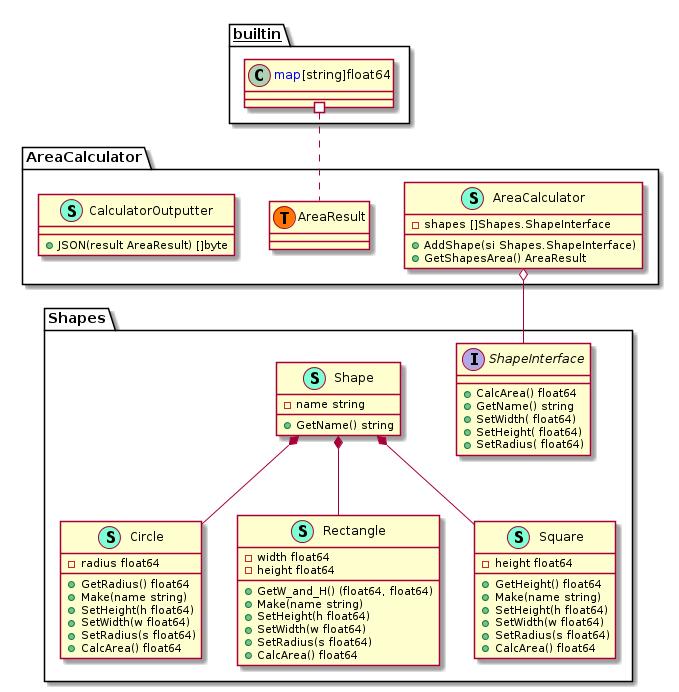 builtin
C map[string]float64
AreaCalculator
S CalculatorOutputter
JSON(result AreaResult) []byte
T AreaResult
S AreaCalculator
shapes []Shapes.ShapeInterface
AddShape(si Shapes.ShapeInterface)
GetShapesArea() AreaResult
Shapes
S Shape
name string
GetName() string
I ShapeInterface
CalcArea() float64
GetName() string
SetWidth( float64)
SetHeight( float64)
SetRadius( float64)
S Circle
radius float64
GetRadius() float64
Make(name string)
SetHeight(h float64)
SetWidth(w float64)
SetRadius(s float64)
CalcArea() float64
S Rectangle
width float64
height float64
GetW_and_H() (float64, float64)
Make(name string)
SetHeight(h float64)
SetWidth(w float64)
SetRadius(s float64)
CalcArea() float64
S Square
height float64
GetHeight() float64
Make(name string)
SetHeight(h float64)
SetWidth(w float64)
SetRadius(s float64)
CalcArea() float64